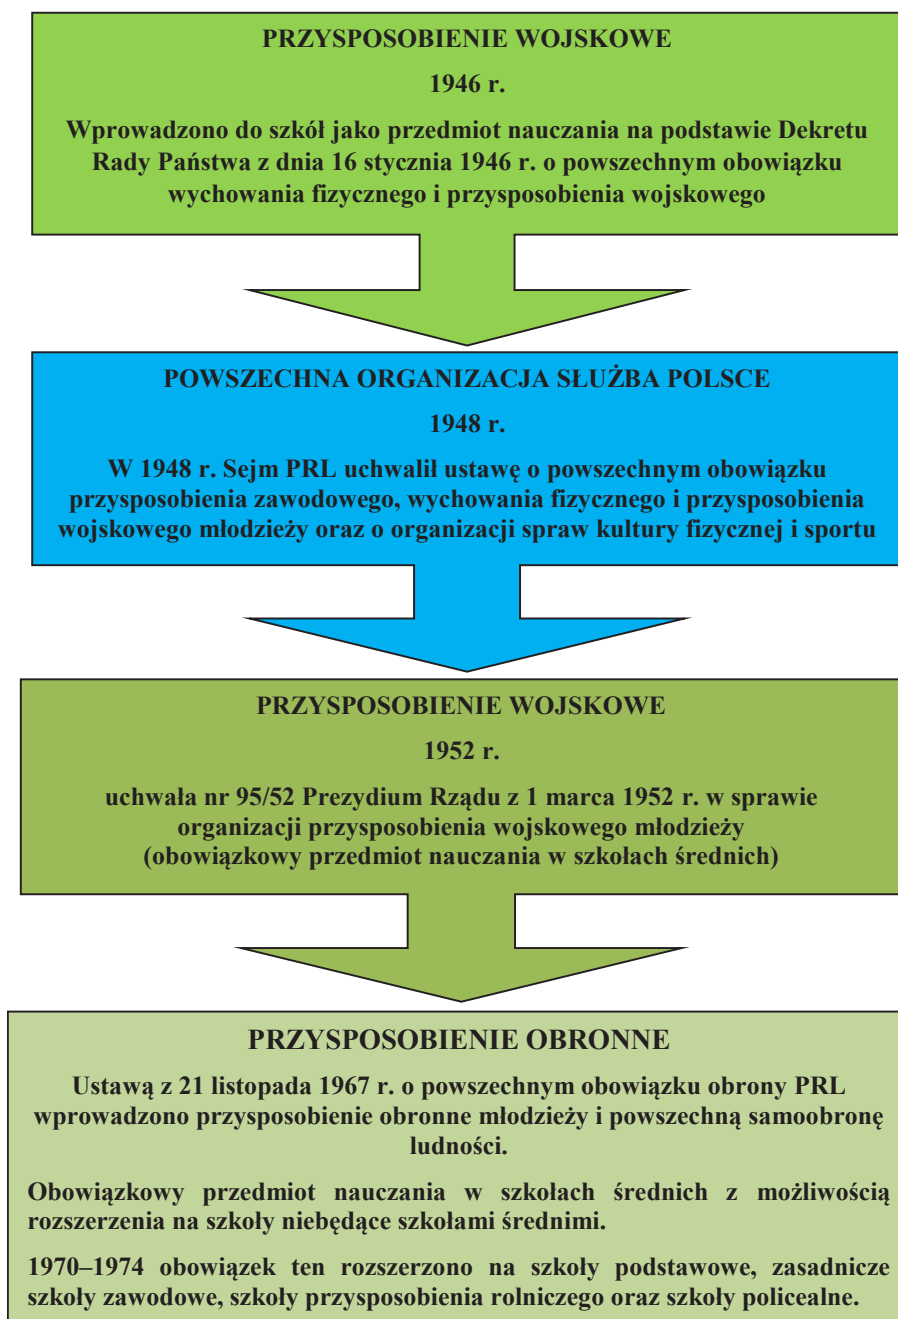 PRZYSPOSOBIENIE WOJSKOWE
1946 r.
Wprowadzono do szkół jako przedmiot nauczania na podstawie Dekretu
Rady Państwa z dnia 16 stycznia 1946 r. o powszechnym obowiązku
wychowania fizycznego i przysposobienia wojskowego
POWSZECHNA ORGANIZACJA SŁUŻBA POLSCE
1948 r.
W 1948 r. Sejm PRL uchwalił ustawę o powszechnym obowiązku
przysposobienia zawodowego, wychowania fizycznego i przysposobienia
wojskowego młodzieży oraz o organizacji spraw kultury fizycznej i sportu
PRZYSPOSOBIENIE WOJSKOWE
1952 r.
uchwała nr 95/52 Prezydium Rządu z 1 marca 1952 r. w sprawie
organizacji przysposobienia wojskowego młodzieży
(obowiązkowy przedmiot nauczania w szkołach średnich)
PRZYSPOSOBIENIE OBRONNE
Ustawą z 21 listopada 1967 r. o powszechnym obowiązku obrony PRL
wprowadzono przysposobienie obronne młodzieży i powszechną samoobronę
ludności.
Obowiązkowy przedmiot nauczania w szkołach średnich z możliwością
rozszerzenia na szkoły niebędące szkołami średnimi.
1970–1974 obowiązek ten rozszerzono na szkoły podstawowe, zasadnicze
szkoły zawodowe, szkoły przysposobienia rolniczego oraz szkoły policealne.